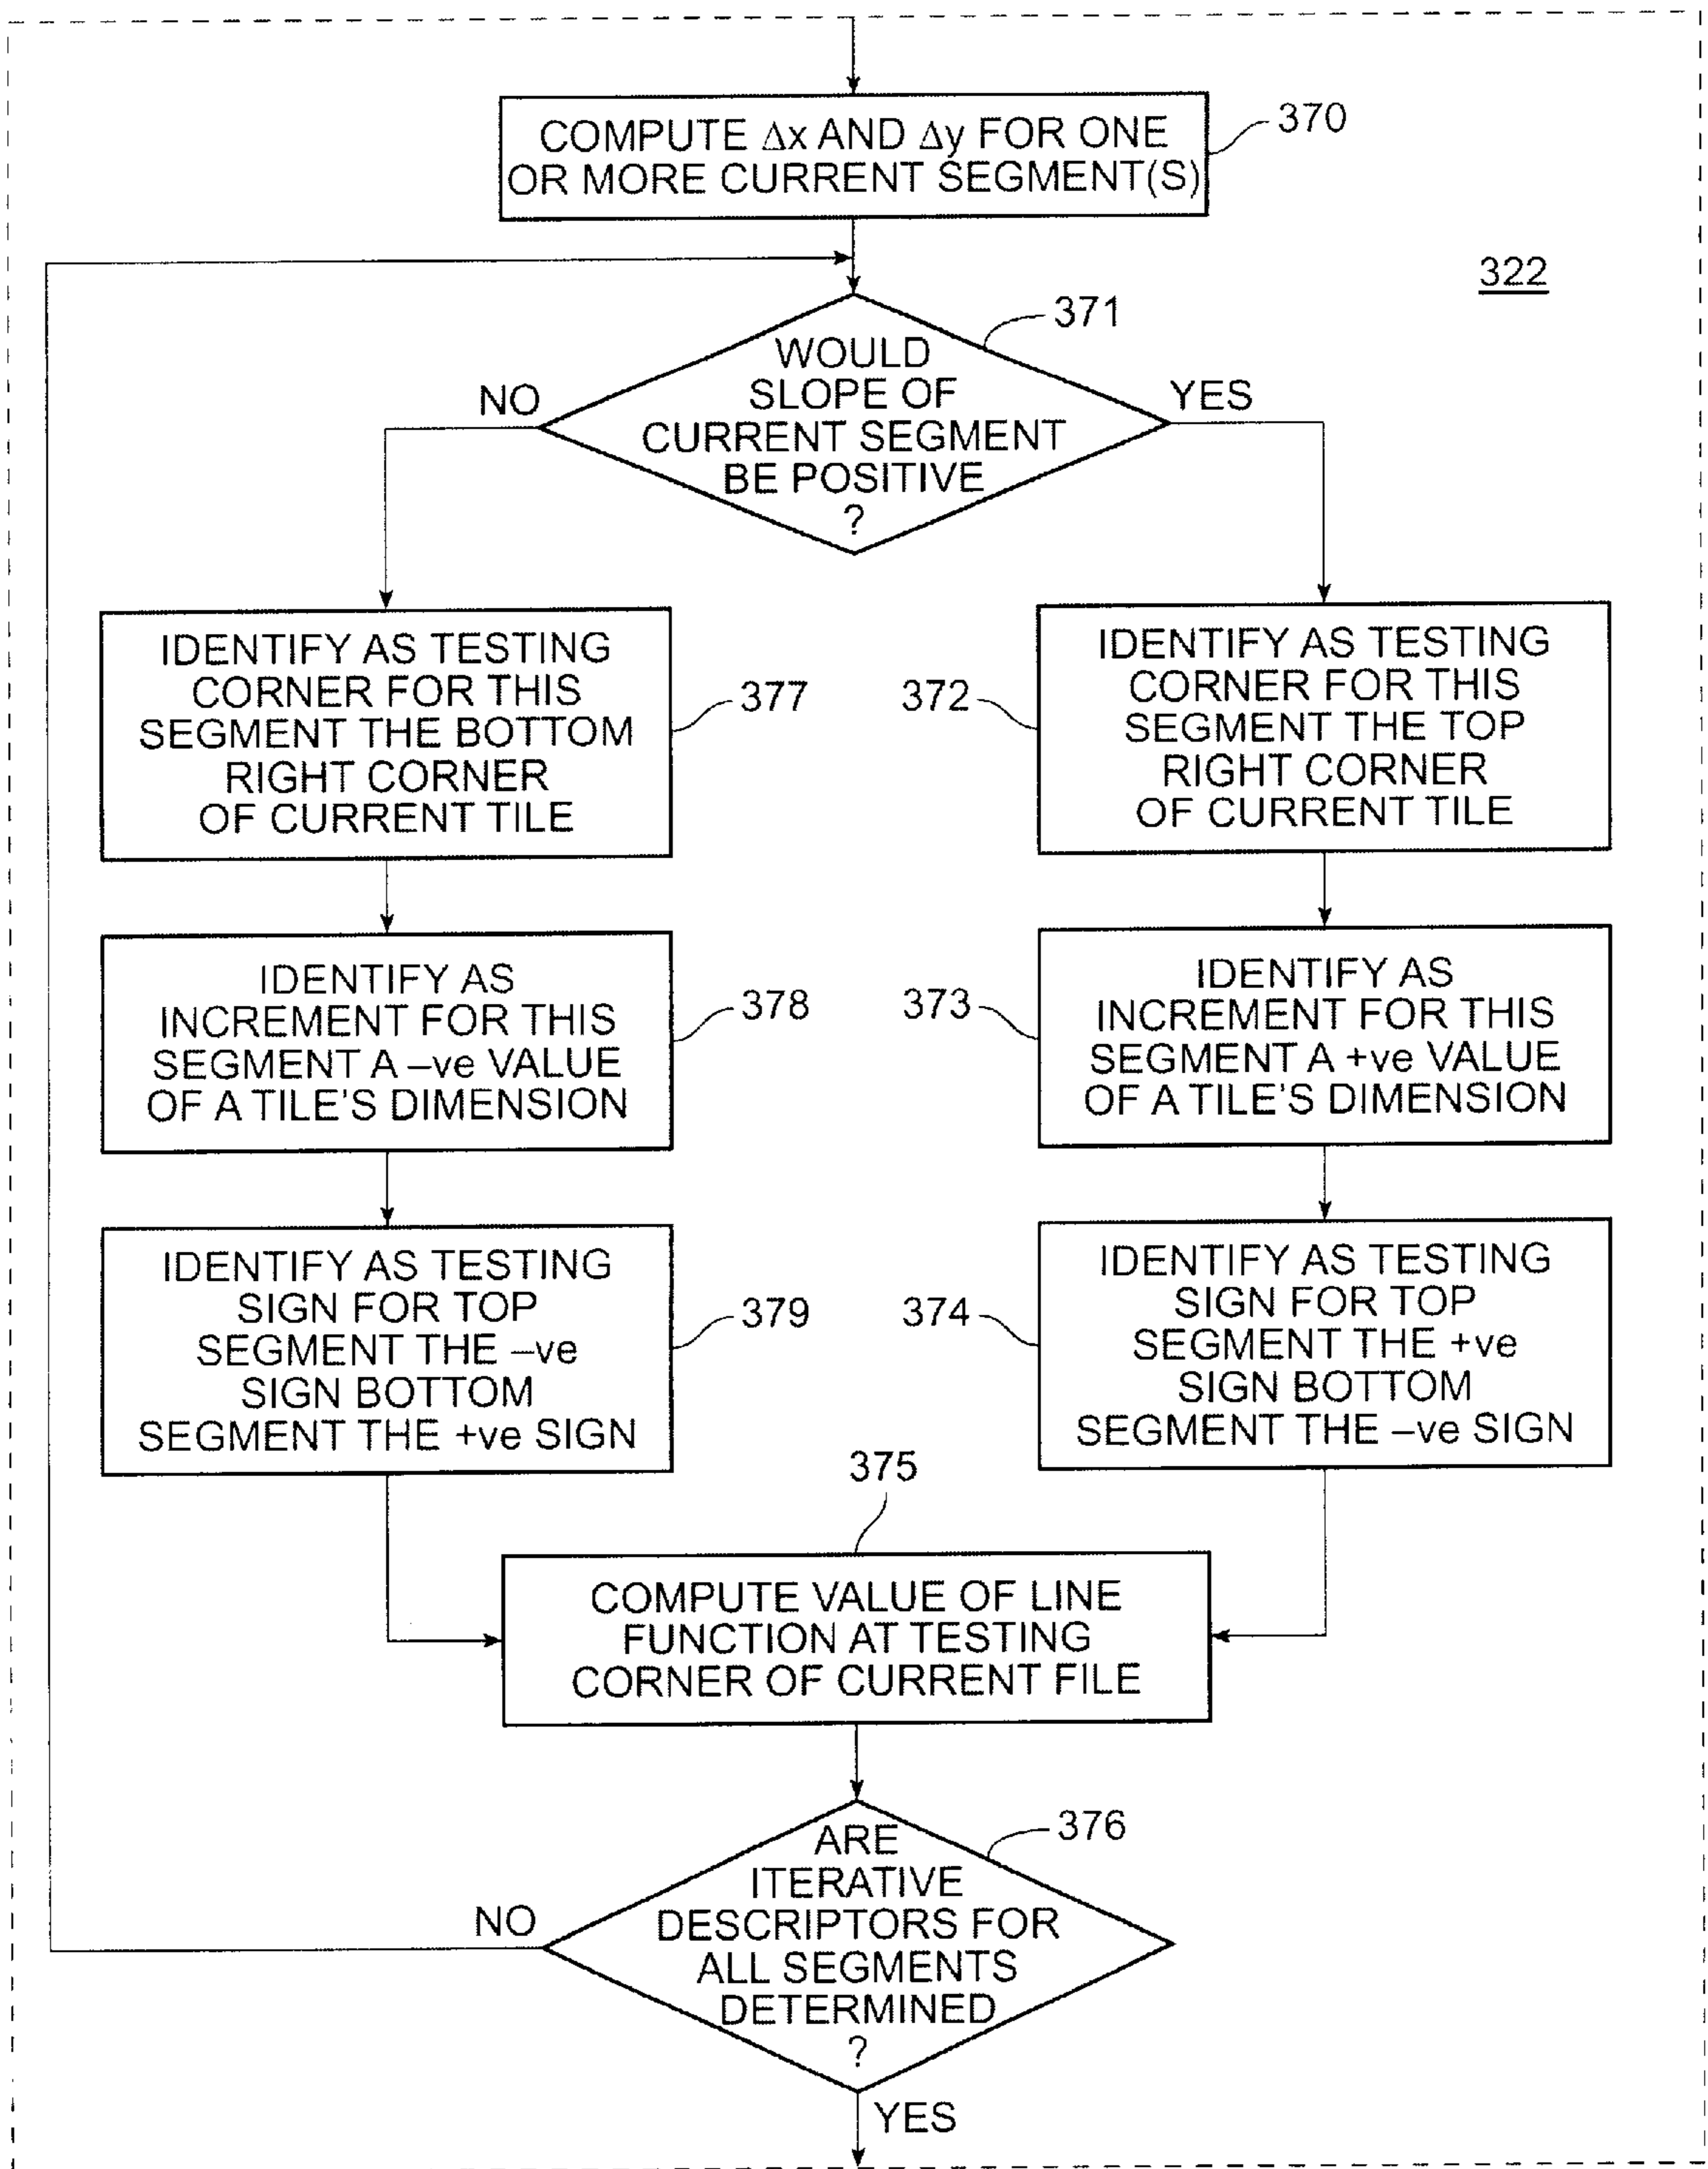 COMPUTE Δx AND Δy FOR ONE
OR MORE CURRENT SEGMENT(S)
370
322
371
WOULD
SLOPE OF
CURRENT SEGMENT
BE POSITIVE
?
NO
YES
IDENTIFY AS TESTING
CORNER FOR THIS
SEGMENT THE BOTTOM
RIGHT CORNER
OF CURRENT TILE
377
372
IDENTIFY AS TESTING
CORNER FOR THIS
SEGMENT THE TOP
RIGHT CORNER
OF CURRENT TILE
IDENTIFY AS
INCREMENT FOR THIS
SEGMENT A –ve VALUE
OF A TILE'S DIMENSION
378
373
IDENTIFY AS
INCREMENT FOR THIS
SEGMENT A +ve VALUE
OF A TILE'S DIMENSION
IDENTIFY AS TESTING
SIGN FOR TOP
SEGMENT THE –ve
SIGN BOTTOM
SEGMENT THE +ve SIGN
379
374
IDENTIFY AS TESTING
SIGN FOR TOP
SEGMENT THE +ve
SIGN BOTTOM
SEGMENT THE –ve SIGN
375
COMPUTE VALUE OF LINE
FUNCTION AT TESTING
CORNER OF CURRENT FILE
376
ARE
ITERATIVE
DESCRIPTORS FOR
ALL SEGMENTS
DETERMINED
?
NO
YES